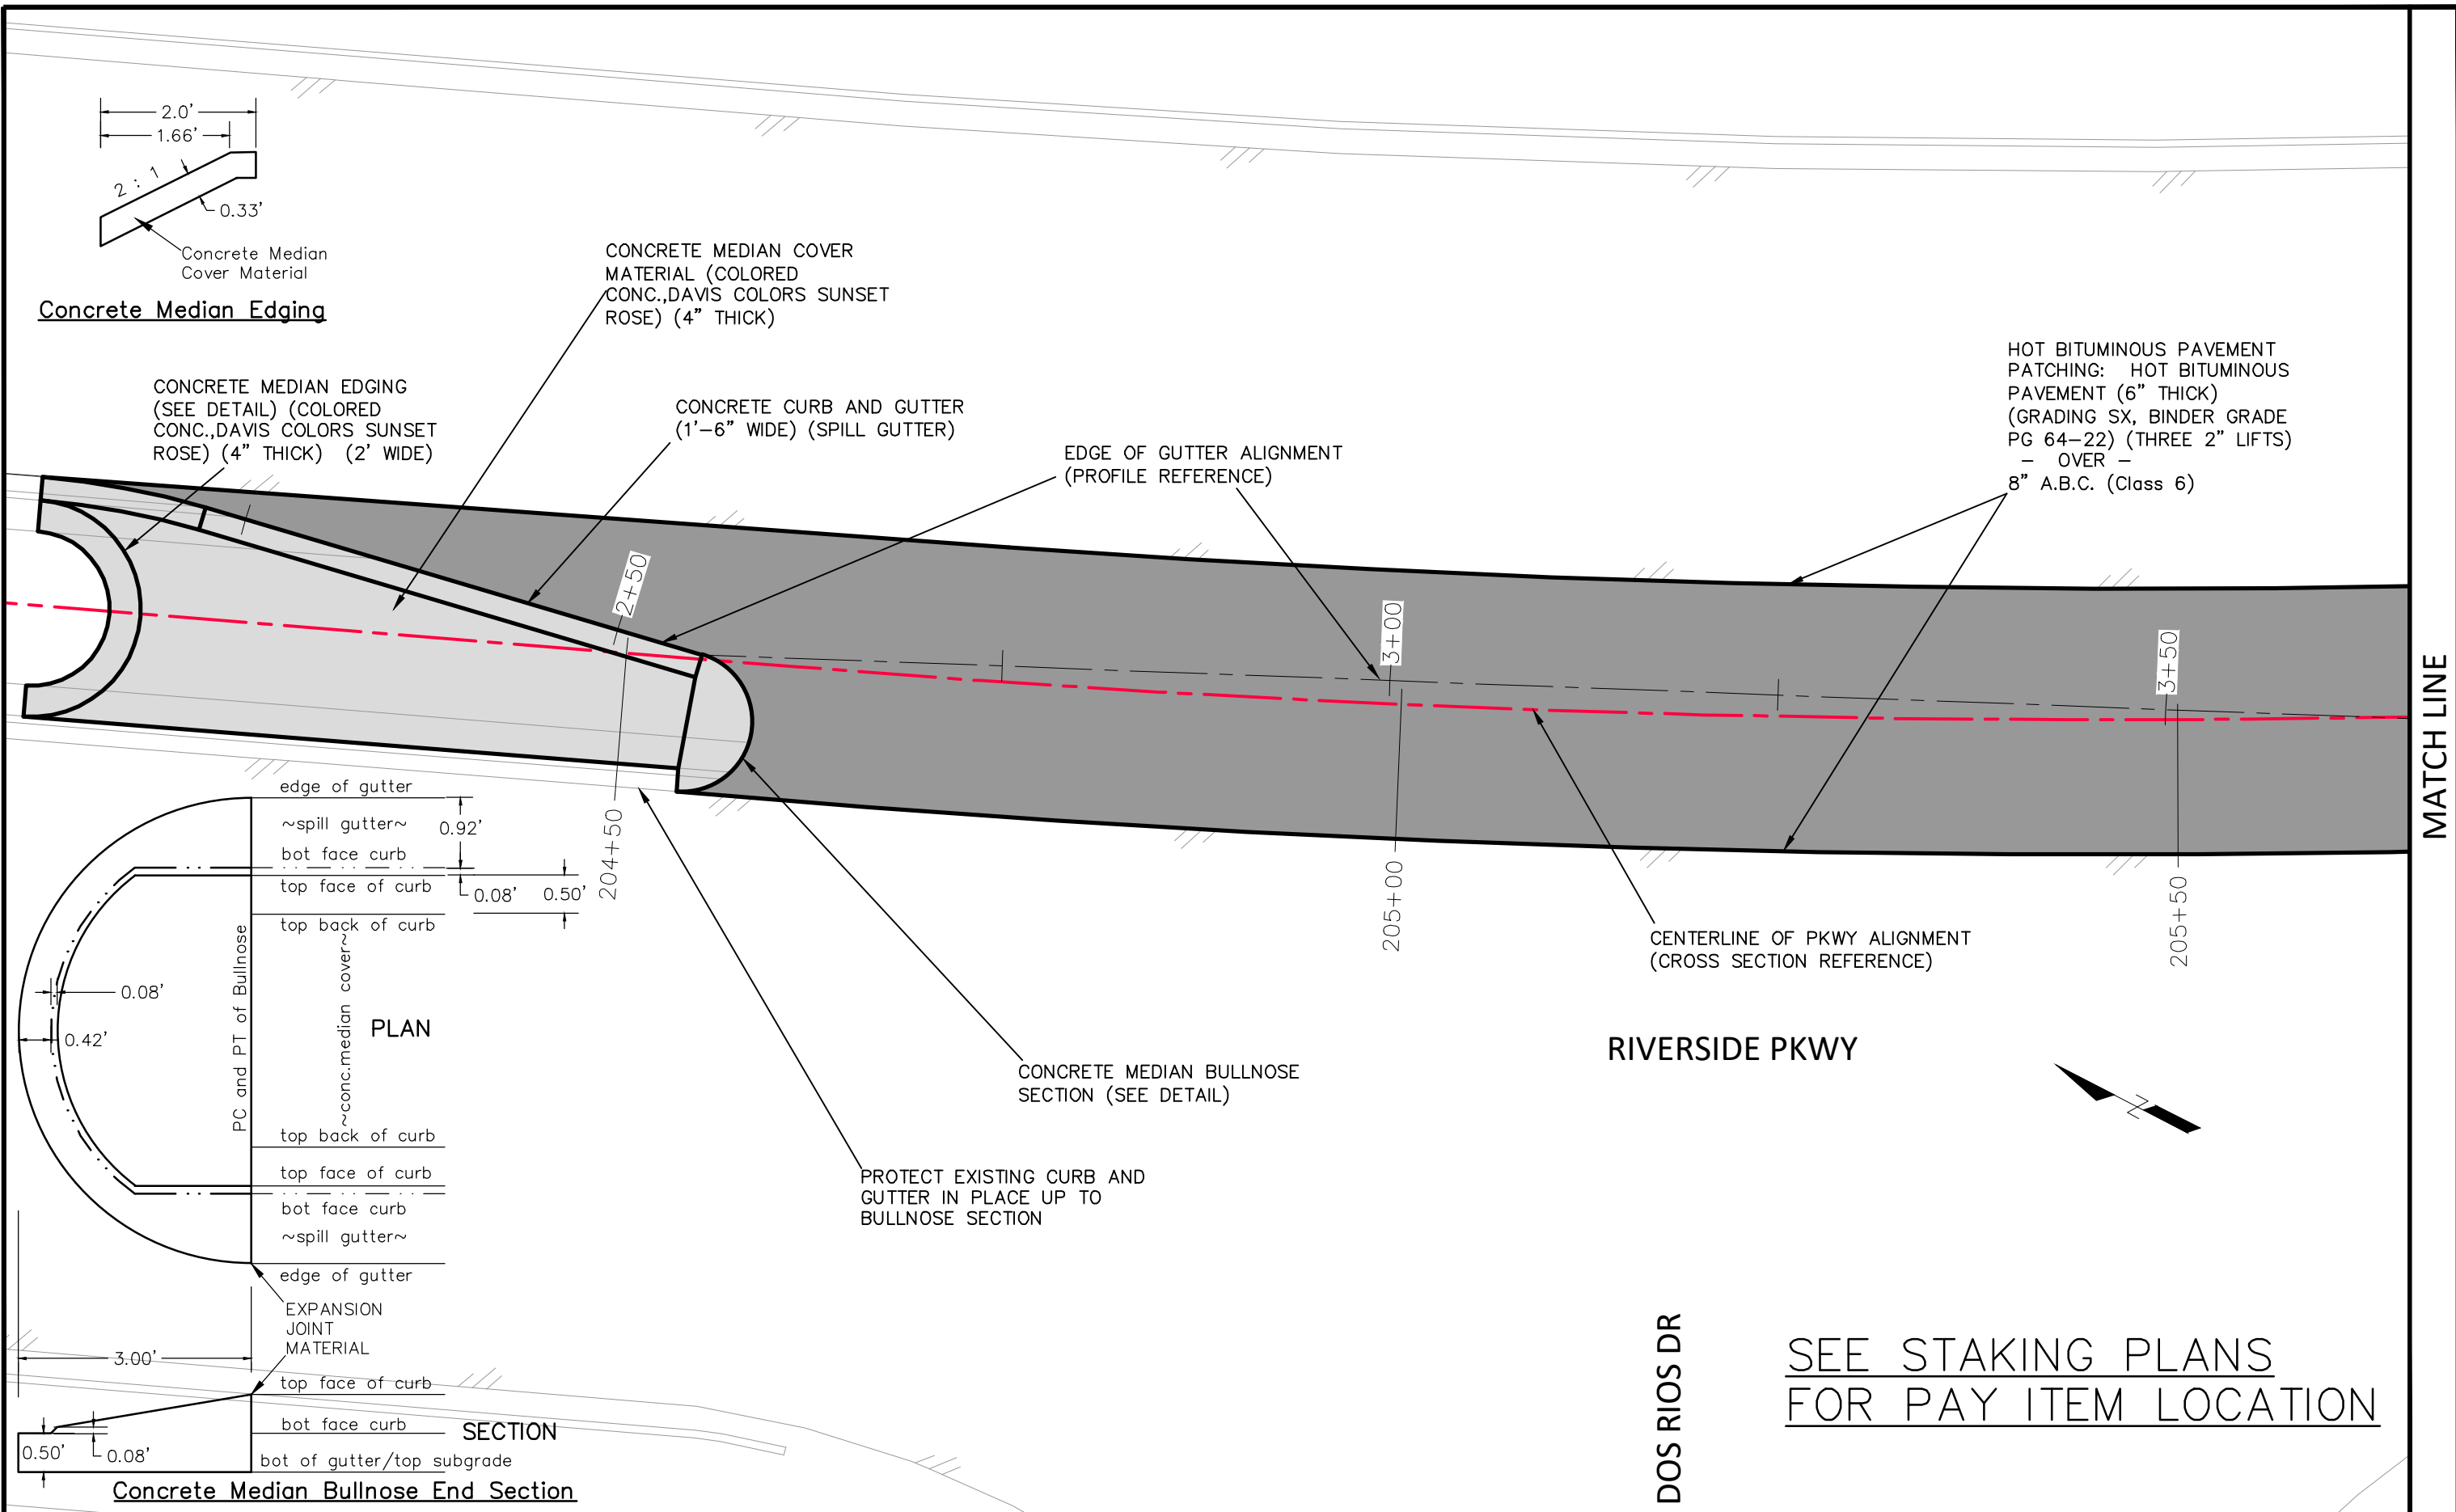 2.0'
1.66'
2 : 1
0.33'
Concrete Median
Cover Material
Concrete Median Edging
CONCRETE MEDIAN COVER
MATERIAL (COLORED
CONC.,DAVIS COLORS SUNSET
ROSE) (4" THICK)
CONCRETE MEDIAN EDGING
(SEE DETAIL) (COLORED
CONC.,DAVIS COLORS SUNSET
ROSE) (4" THICK) (2' WIDE)
CONCRETE CURB AND GUTTER
(1'-6" WIDE) (SPILL GUTTER)
EDGE OF GUTTER ALIGNMENT
(PROFILE REFERENCE)
HOT BITUMINOUS PAVEMENT
PATCHING: HOT BITUMINOUS
PAVEMENT (6" THICK)
(GRADING SX, BINDER GRADE
PG 64-22) (THREE 2" LIFTS)
- OVER -
8" A.B.C. (Class 6)
2+50
3+00
3+50
204+50
205+00
205+50
MATCH LINE
CENTERLINE OF PKWY ALIGNMENT
(CROSS SECTION REFERENCE)
RIVERSIDE PKWY
N
CONCRETE MEDIAN BULLNOSE
SECTION (SEE DETAIL)
PROTECT EXISTING CURB AND
GUTTER IN PLACE UP TO
BULLNOSE SECTION
edge of gutter
~spill gutter~
0.92'
bot face curb
top face of curb
0.08'
0.50'
top back of curb
PC and PT of Bullnose
~conc.median cover~
0.08'
0.42'
PLAN
top back of curb
top face of curb
bot face curb
~spill gutter~
edge of gutter
EXPANSION
JOINT
MATERIAL
3.00'
top face of curb
bot face curb
SECTION
0.50'
0.08'
bot of gutter/top subgrade
Concrete Median Bullnose End Section
DOS RIOS DR
SEE STAKING PLANS
FOR PAY ITEM LOCATION